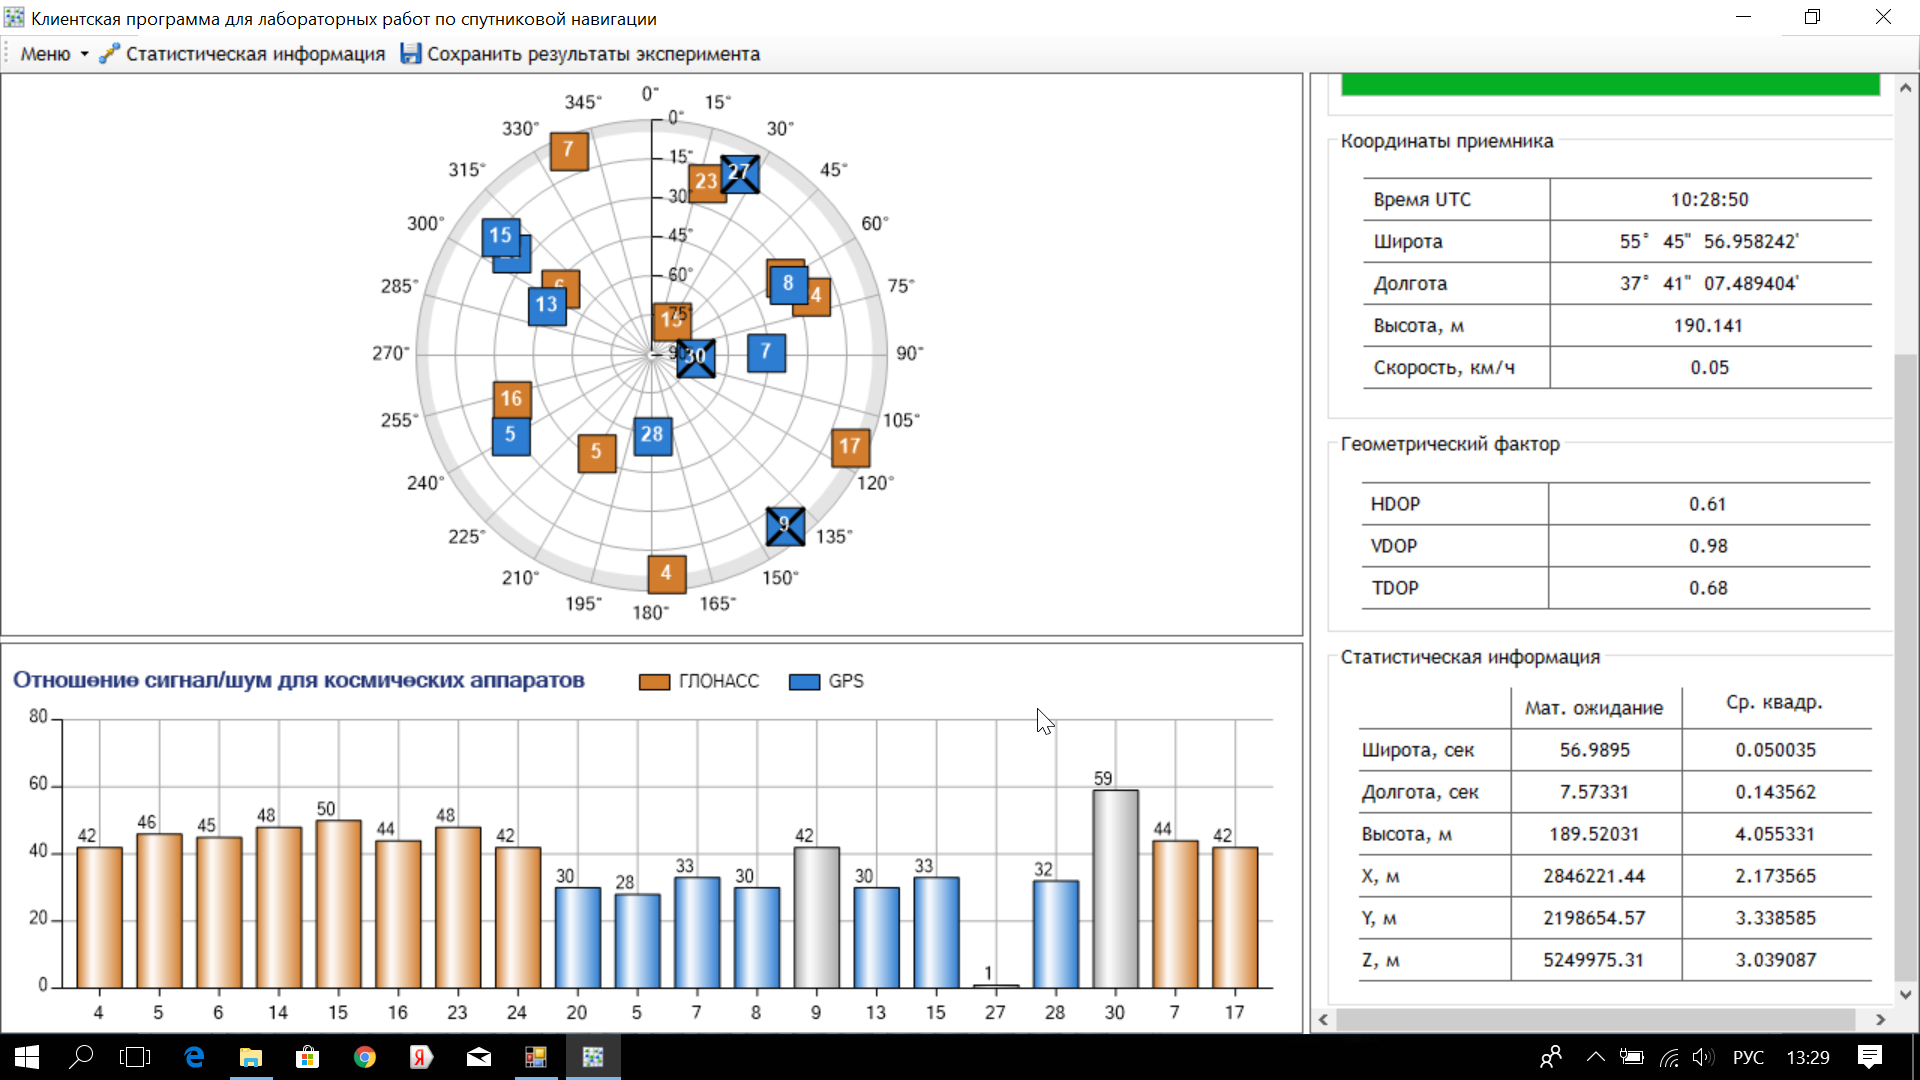 Клиентская программа для лабораторных работ по спутниковой навигации
Меню Статистическая информация Сохранить результаты эксперимента
0° 15° 30° 45° 60° 75° 90° 105° 120° 135° 150° 165° 180° 195° 210° 225° 240° 255° 270° 285° 300° 315° 330° 345°
0°
15°
30°
45°
60°
75°
90°
7
23
27
15
6
13
8
4
15
30
7
16
5
5
28
17
9
4
Координаты приемника
Время UTC 10:28:50
Широта 55° 45" 56.958242'
Долгота 37° 41" 07.489404'
Высота, м 190.141
Скорость, км/ч 0.05
Геометрический фактор
HDOP 0.61
VDOP 0.98
TDOP 0.68
Статистическая информация
Мат. ожидание Ср. квадр.
Широта, сек 56.9895 0.050035
Долгота, сек 7.57331 0.143562
Высота, м 189.52031 4.055331
X, м 2846221.44 2.173565
Y, м 2198654.57 3.338585
Z, м 5249975.31 3.039087
Отношение сигнал/шум для космических аппаратов ГЛОНАСС GPS
80
60
40
20
0
42 46 45 48 50 44 48 42 30 28 33 30 42 30 33 1 32 59 44 42
4 5 6 14 15 16 23 24 20 5 7 8 9 13 15 27 28 30 7 17
РУС 13:29